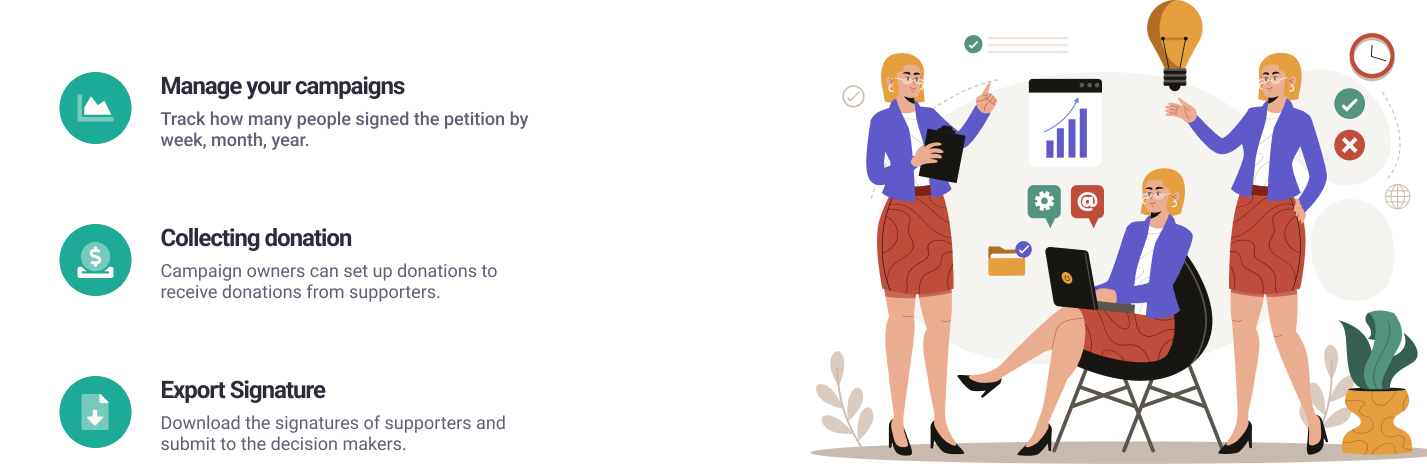 Manage your campaigns
Track how many people signed the petition by
week, month, year.
Collecting donation
Campaign owners can set up donations to
receive donations from supporters.
Export Signature
Download the signatures of supporters and
submit to the decision makers.